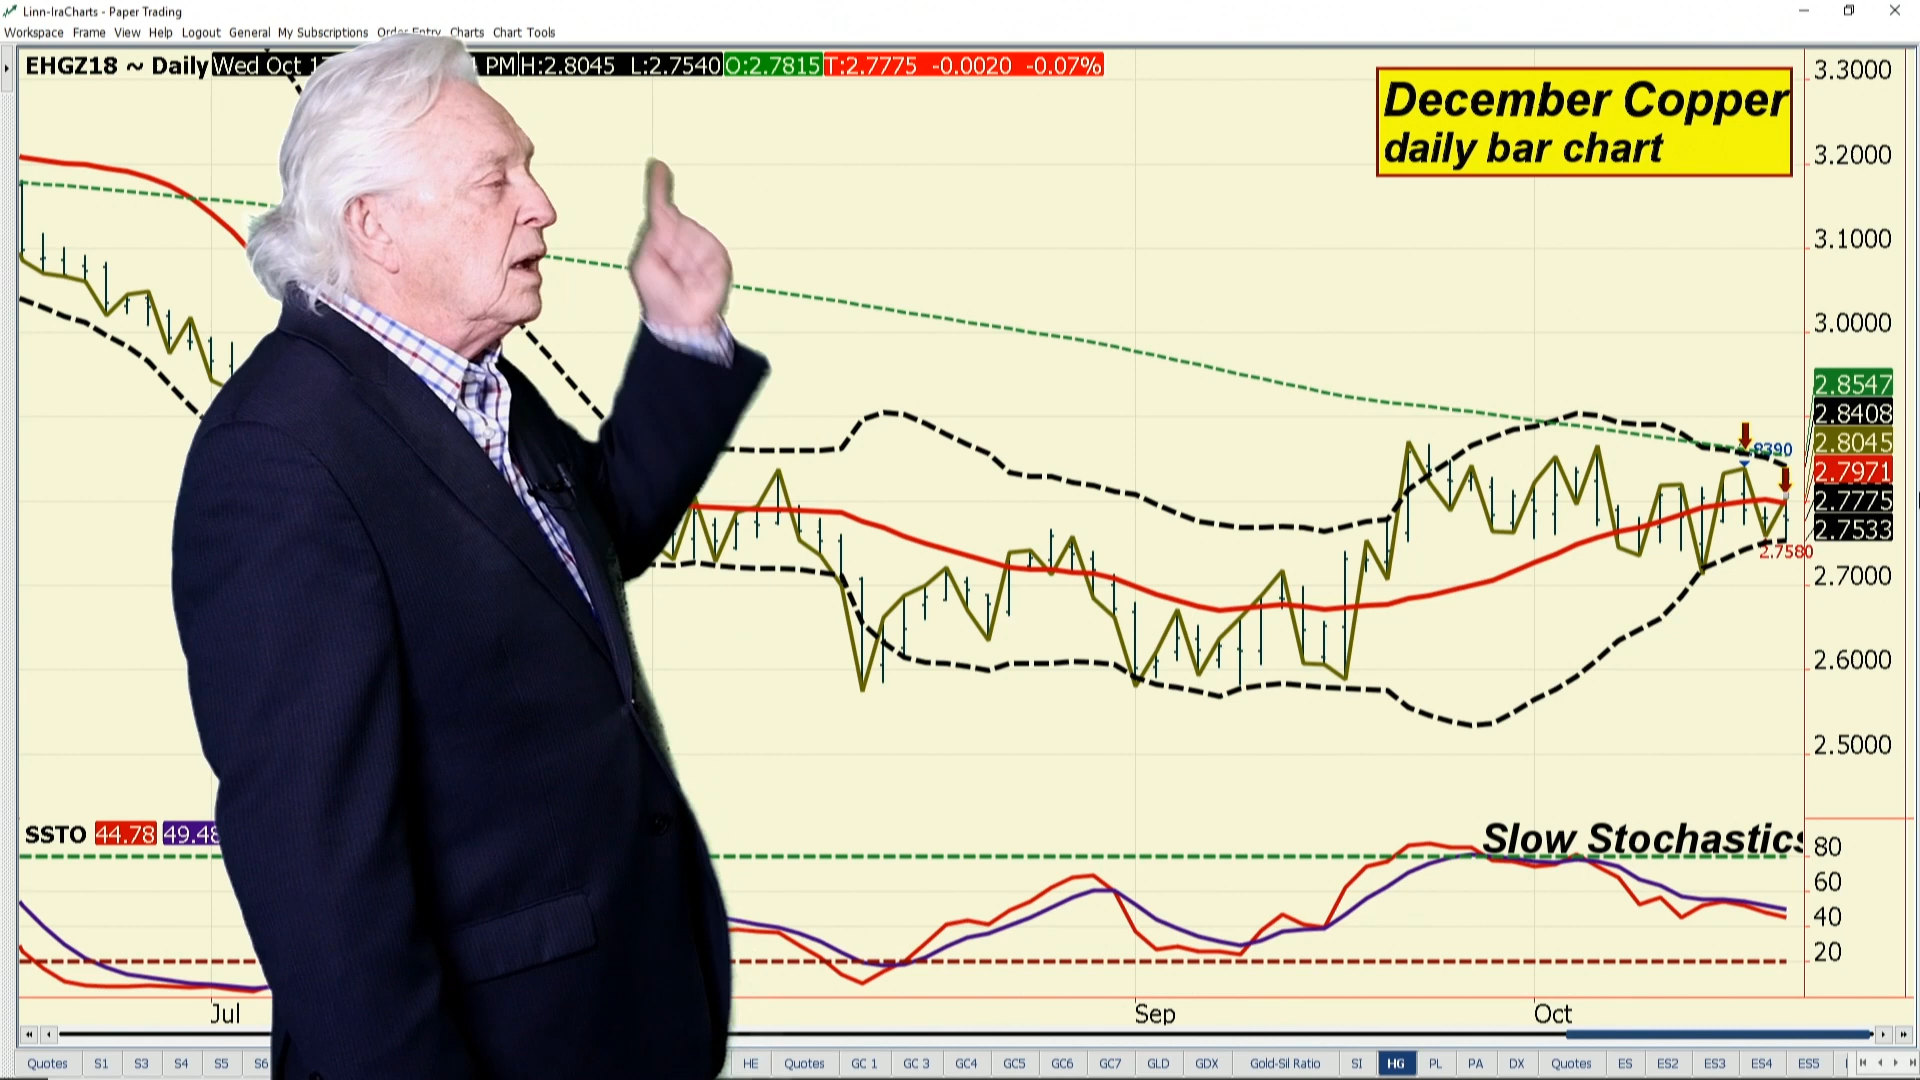 Linn-IraCharts - Paper Trading
Workspace Frame View Help Logout General My Subscriptions Order Entry Charts Chart Tools
EHGZ18 ~ Daily Wed Oct PM H:2.8045 L:2.7540 O:2.7815 T:2.7775 -0.0020 -0.07%
December Copper
daily bar chart
3.3000
3.2000
3.1000
3.0000
2.8547
2.8408
2.8045
2.7971
2.7775
2.7533
8390
2.7580
2.7000
2.6000
2.5000
SSTO 44.78 49.48
Slow Stochastics
80
60
40
20
Jul Sep Oct
Quotes S1 S3 S4 S5 S6 HE Quotes GC 1 GC 3 GC4 GC5 GC6 GC7 GLD GDX Gold-Sil Ratio SI HG PL PA DX Quotes ES ES2 ES3 ES4 ES5